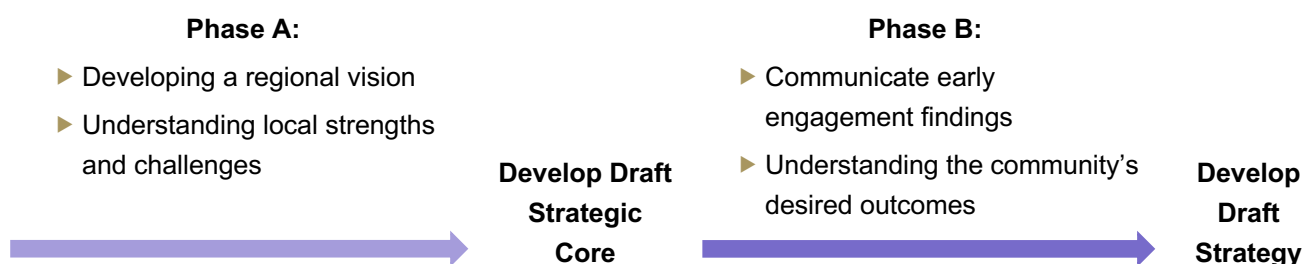 Phase A:
Developing a regional vision
Understanding local strengths
and challenges
Develop Draft
Strategic
Core
Phase B:
Communicate early
engagement findings
Understanding the community’s
desired outcomes
Develop
Draft
Strategy